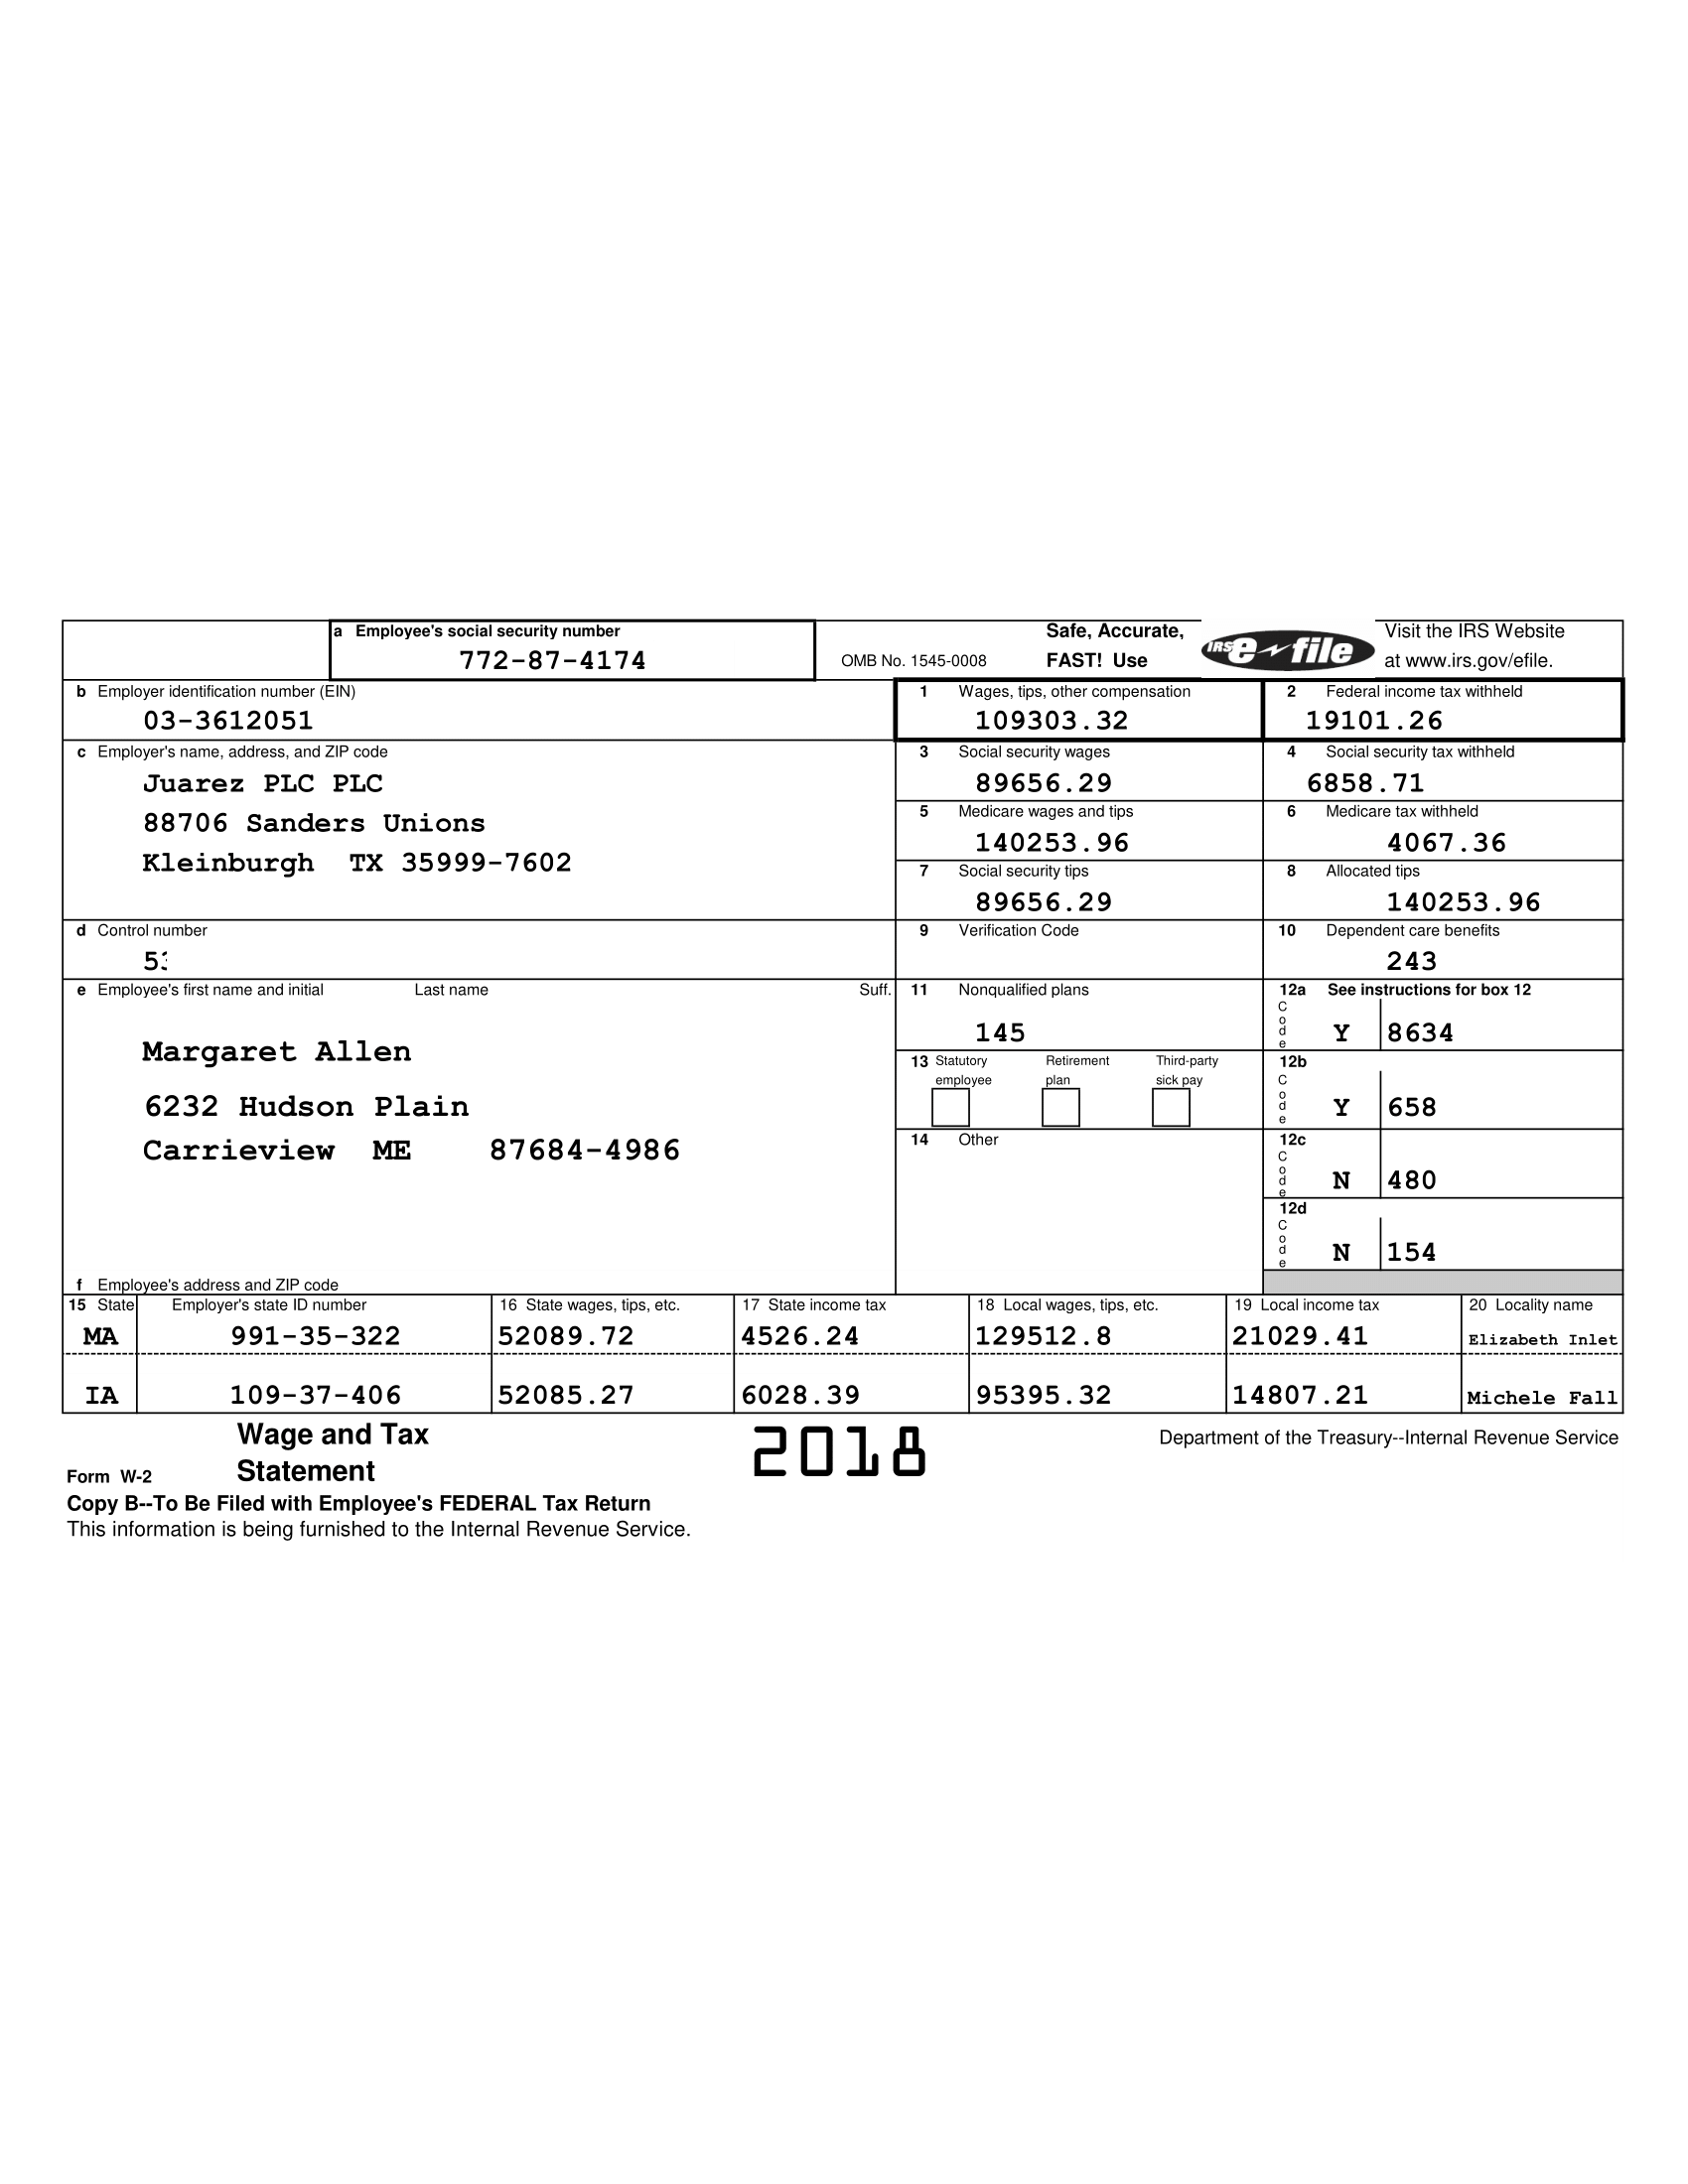 a Employee's social security number
772-87-4174
OMB No. 1545-0008
Safe, Accurate,
FAST! Use
IRS e file
Visit the IRS Website
at www.irs.gov/efile.
b Employer identification number (EIN)
03-3612051
1 Wages, tips, other compensation
109303.32
2 Federal income tax withheld
19101.26
c Employer's name, address, and ZIP code
Juarez PLC PLC
88706 Sanders Unions
Kleinburgh TX 35999-7602
3 Social security wages
89656.29
4 Social security tax withheld
6858.71
5 Medicare wages and tips
140253.96
6 Medicare tax withheld
4067.36
7 Social security tips
89656.29
8 Allocated tips
140253.96
d Control number
9 Verification Code
10 Dependent care benefits
243
e Employee's first name and initial Last name Suff.
Margaret Allen
6232 Hudson Plain
Carrieview ME 87684-4986
f Employee's address and ZIP code
11 Nonqualified plans
145
12a See instructions for box 12
Code Y 8634
13 Statutory employee
Retirement plan
Third-party sick pay
12b
Code Y 658
14 Other
12c
Code N 480
12d
Code N 154
15 State Employer's state ID number 16 State wages, tips, etc. 17 State income tax 18 Local wages, tips, etc. 19 Local income tax 20 Locality name
MA 991-35-322 52089.72 4526.24 129512.8 21029.41 Elizabeth Inlet
IA 109-37-406 52085.27 6028.39 95395.32 14807.21 Michele Fall
Form W-2
Wage and Tax
Statement
2018
Department of the Treasury--Internal Revenue Service
Copy B--To Be Filed with Employee's FEDERAL Tax Return
This information is being furnished to the Internal Revenue Service.